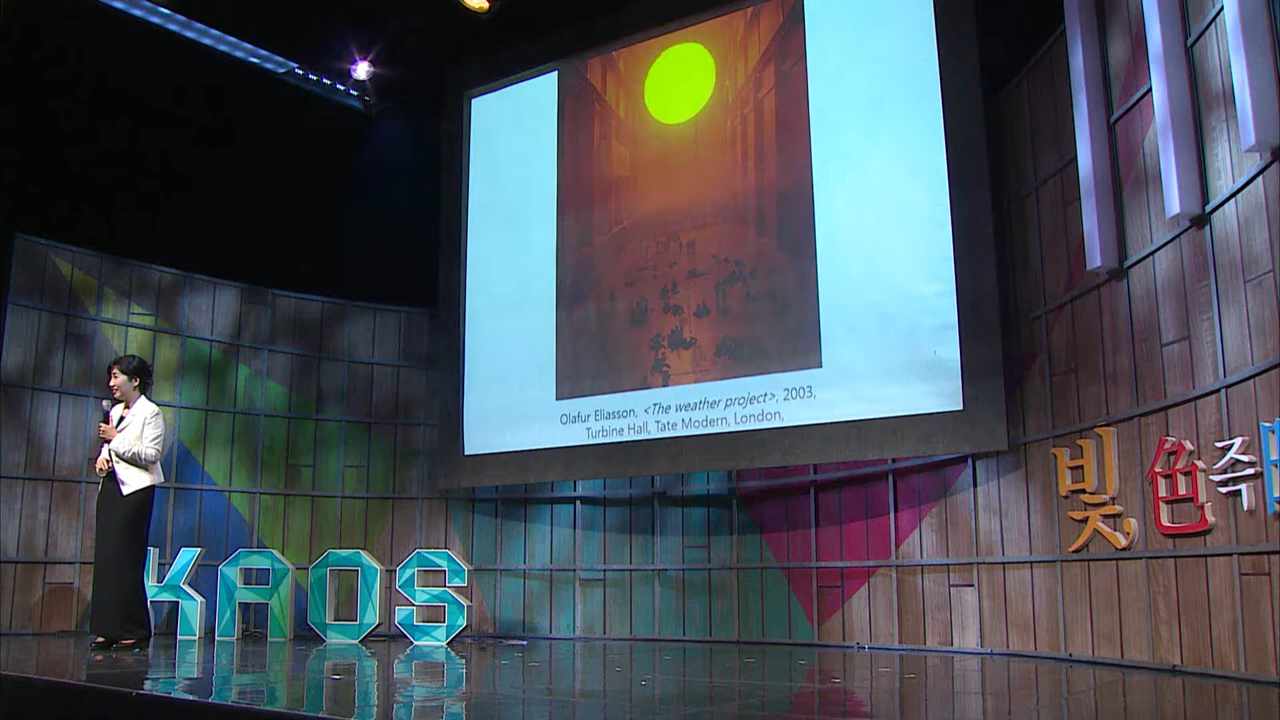 Olafur Eliasson, <The weather project>, 2003,
Turbine Hall, Tate Modern, London,
KAOS
빛, 色즉